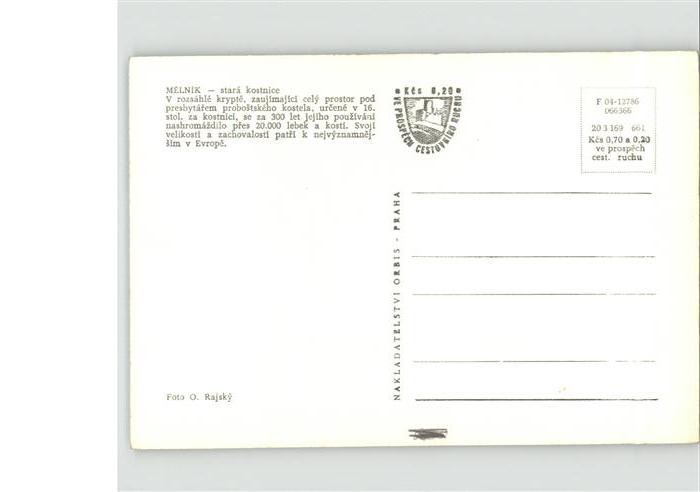 MĚLNÍK — stará kostnice
V rozsáhlé kryptě, zaujímající celý prostor pod
presbytářem proboštského kostela, určené v 16.
stol. za kostnici, se za 300 let jejího používání
nashromáždilo přes 20.000 lebek a kostí. Svojí
velikostí a zachovalostí patří k nejvýznamněj-
ším v Evropě.
Foto O. Rajský
NAKLADATELSTVÍ ORBIS - PRAHA
Kčs 0,20
VE PROSPĚCH CESTOVNÍHO RUCHU
F 04-12786
066366
20 3 169 661
Kčs 0,70 a 0,20
ve prospěch
cest. ruchu